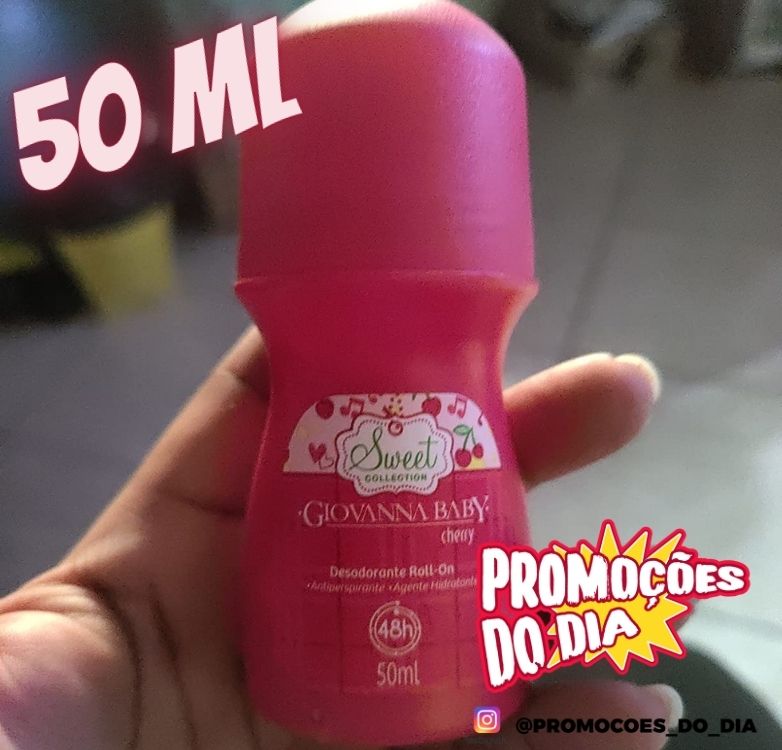 50 ML
Sweet
COLLECTION
·GIOVANNA BABY·
cherry
Desodorante Roll-On
•Antiperspirante •Agente Hidratante
48h
50ml
PROMOÇÕES
DO DIA
@PROMOCOES_DO_DIA